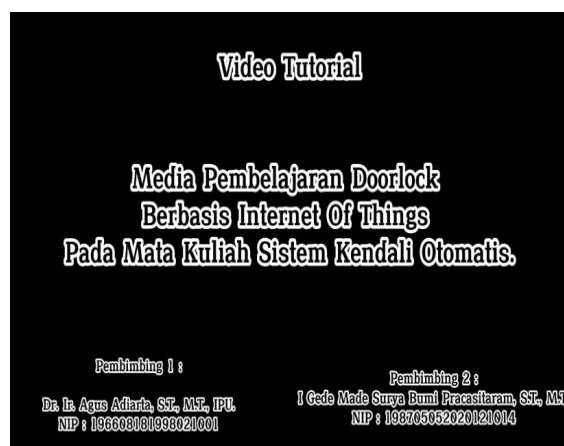 Video Tutorial
Media Pembelajaran Doorlock
Berbasis Internet Of Things
Pada Mata Kuliah Sistem Kendali Otomatis.
Pembimbing 1 :
Dr. Ir. Agus Adiarta, S.T., M.T., IPU.
NIP : 196608181998021001
Pembimbing 2 :
I Gede Made Surya Bumi Pracasitaram, S.T., M.T
NIP : 198705052020121014